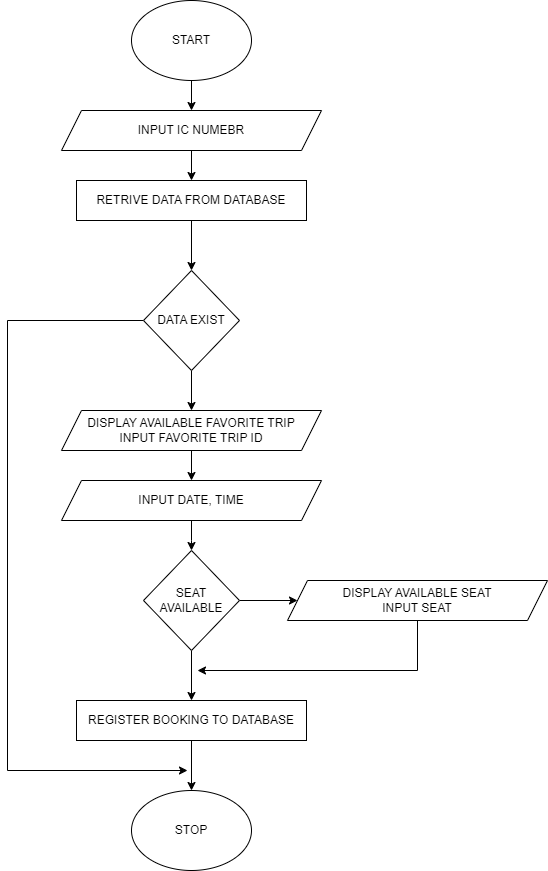 START
INPUT IC NUMEBR
RETRIVE DATA FROM DATABASE
DATA EXIST
DISPLAY AVAILABLE FAVORITE TRIP
INPUT FAVORITE TRIP ID
INPUT DATE, TIME
SEAT
AVAILABLE
DISPLAY AVAILABLE SEAT
INPUT SEAT
REGISTER BOOKING TO DATABASE
STOP